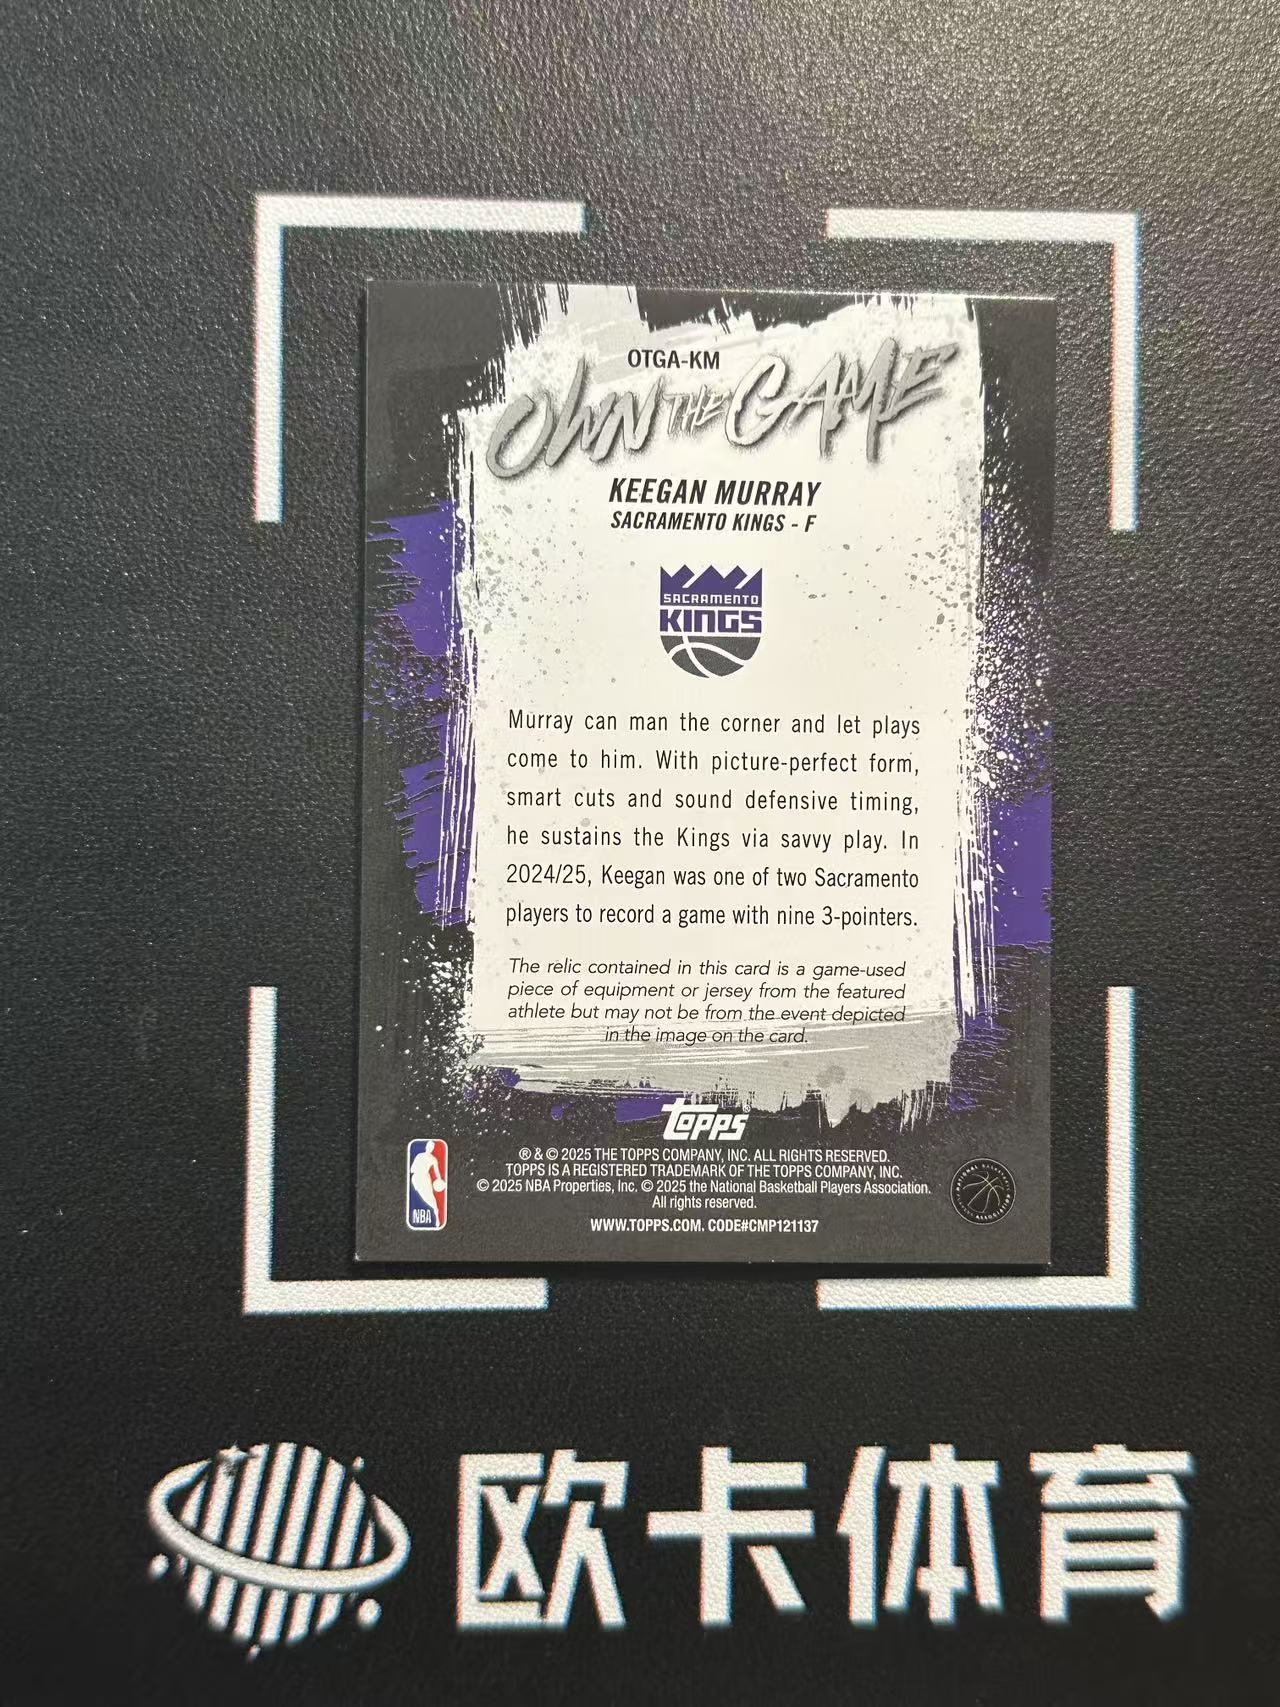 OTGA-KM
OWN THE GAME
KEEGAN MURRAY
SACRAMENTO KINGS - F
SACRAMENTO
KINGS
Murray can man the corner and let plays
come to him. With picture-perfect form,
smart cuts and sound defensive timing,
he sustains the Kings via savvy play. In
2024/25, Keegan was one of two Sacramento
players to record a game with nine 3-pointers.
The relic contained in this card is a game-used
piece of equipment or jersey from the featured
athlete but may not be from the event depicted
in the image on the card.
topps
® & © 2025 THE TOPPS COMPANY, INC. ALL RIGHTS RESERVED.
TOPPS IS A REGISTERED TRADEMARK OF THE TOPPS COMPANY, INC.
© 2025 NBA Properties, Inc. © 2025 the National Basketball Players Association.
All rights reserved.
WWW.TOPPS.COM. CODE#CMP121137
NBA
NATIONAL BASKETBALL
PLAYERS ASSOCIATION
欧卡体育